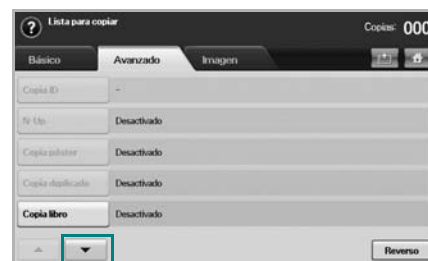 Lista para copiar
Copias: 000
Básico
Avanzado
Imagen
Copia ID
-
N-Up
Desactivado
Copia póster
Desactivado
Copia duplicado
Desactivado
Copia libro
Desactivado
Reverso